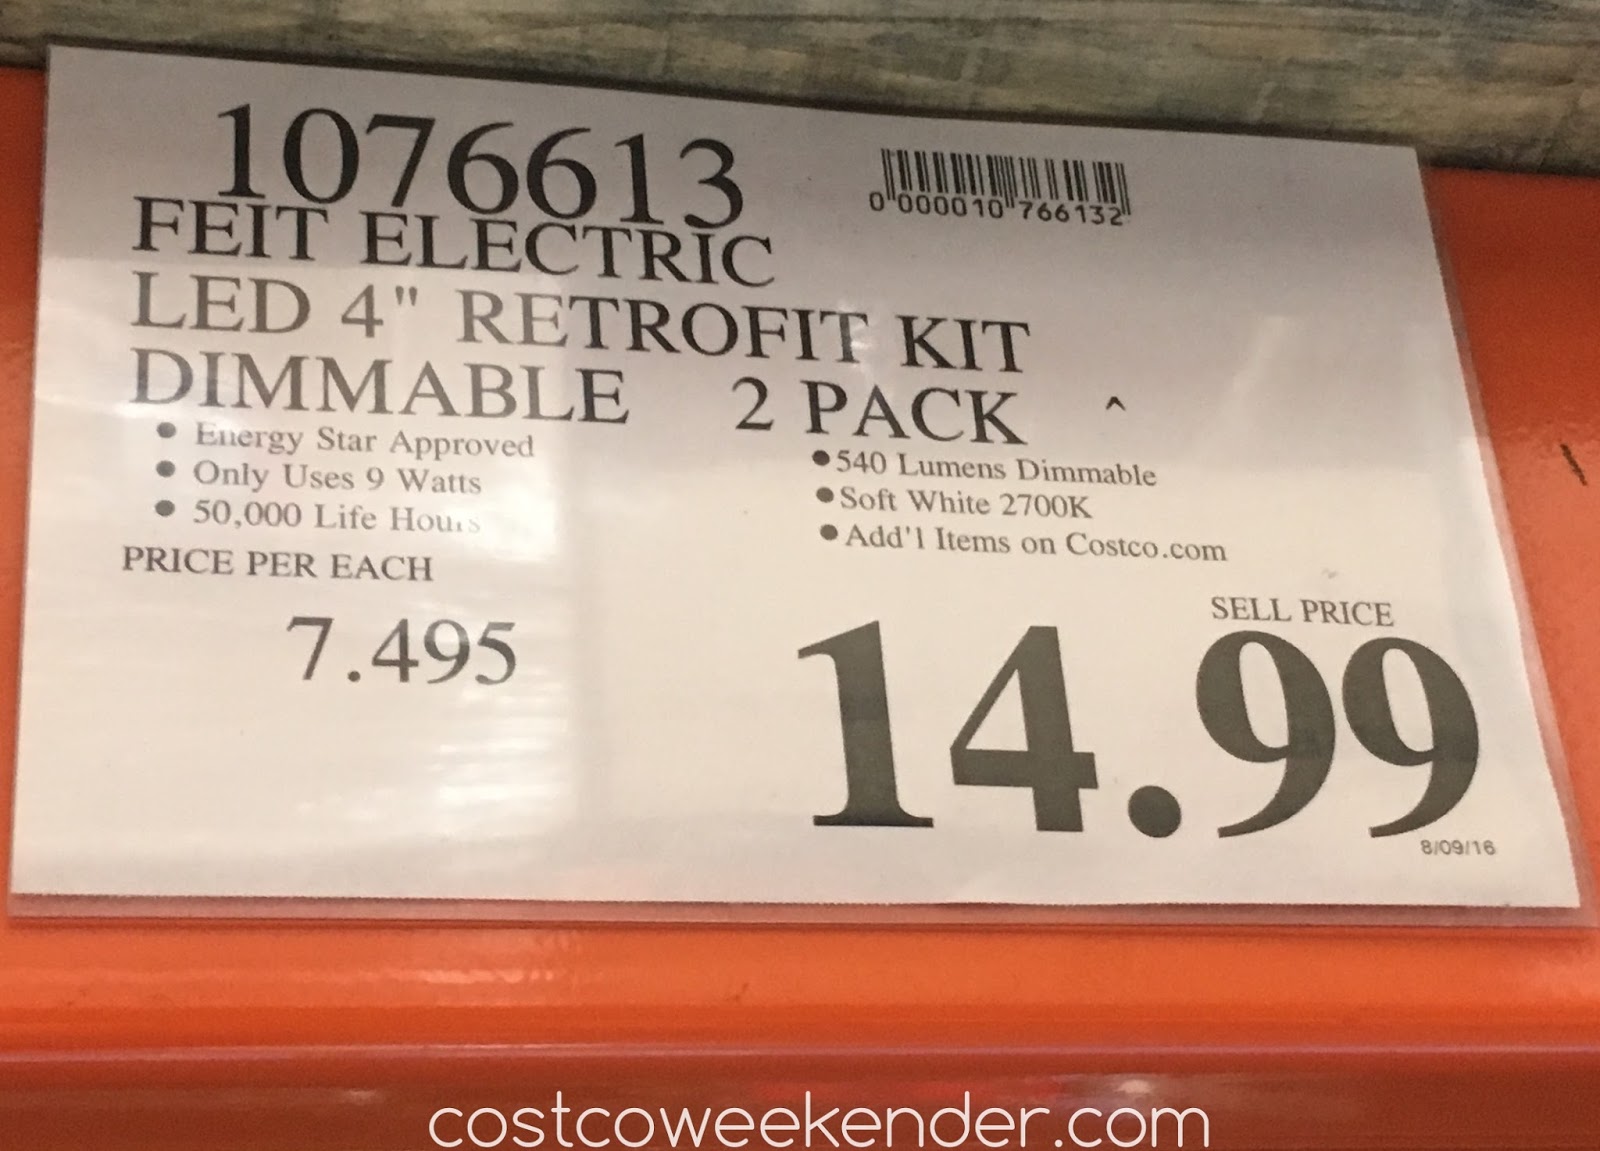 1076613
0 000010 766132
FEIT ELECTRIC
LED 4" RETROFIT KIT
DIMMABLE 2 PACK ^
• Energy Star Approved
• Only Uses 9 Watts
• 50,000 Life Hours
• 540 Lumens Dimmable
• Soft White 2700K
• Add'l Items on Costco.com
PRICE PER EACH
7.495
SELL PRICE
14.99
8/09/16
costcoweekender.com